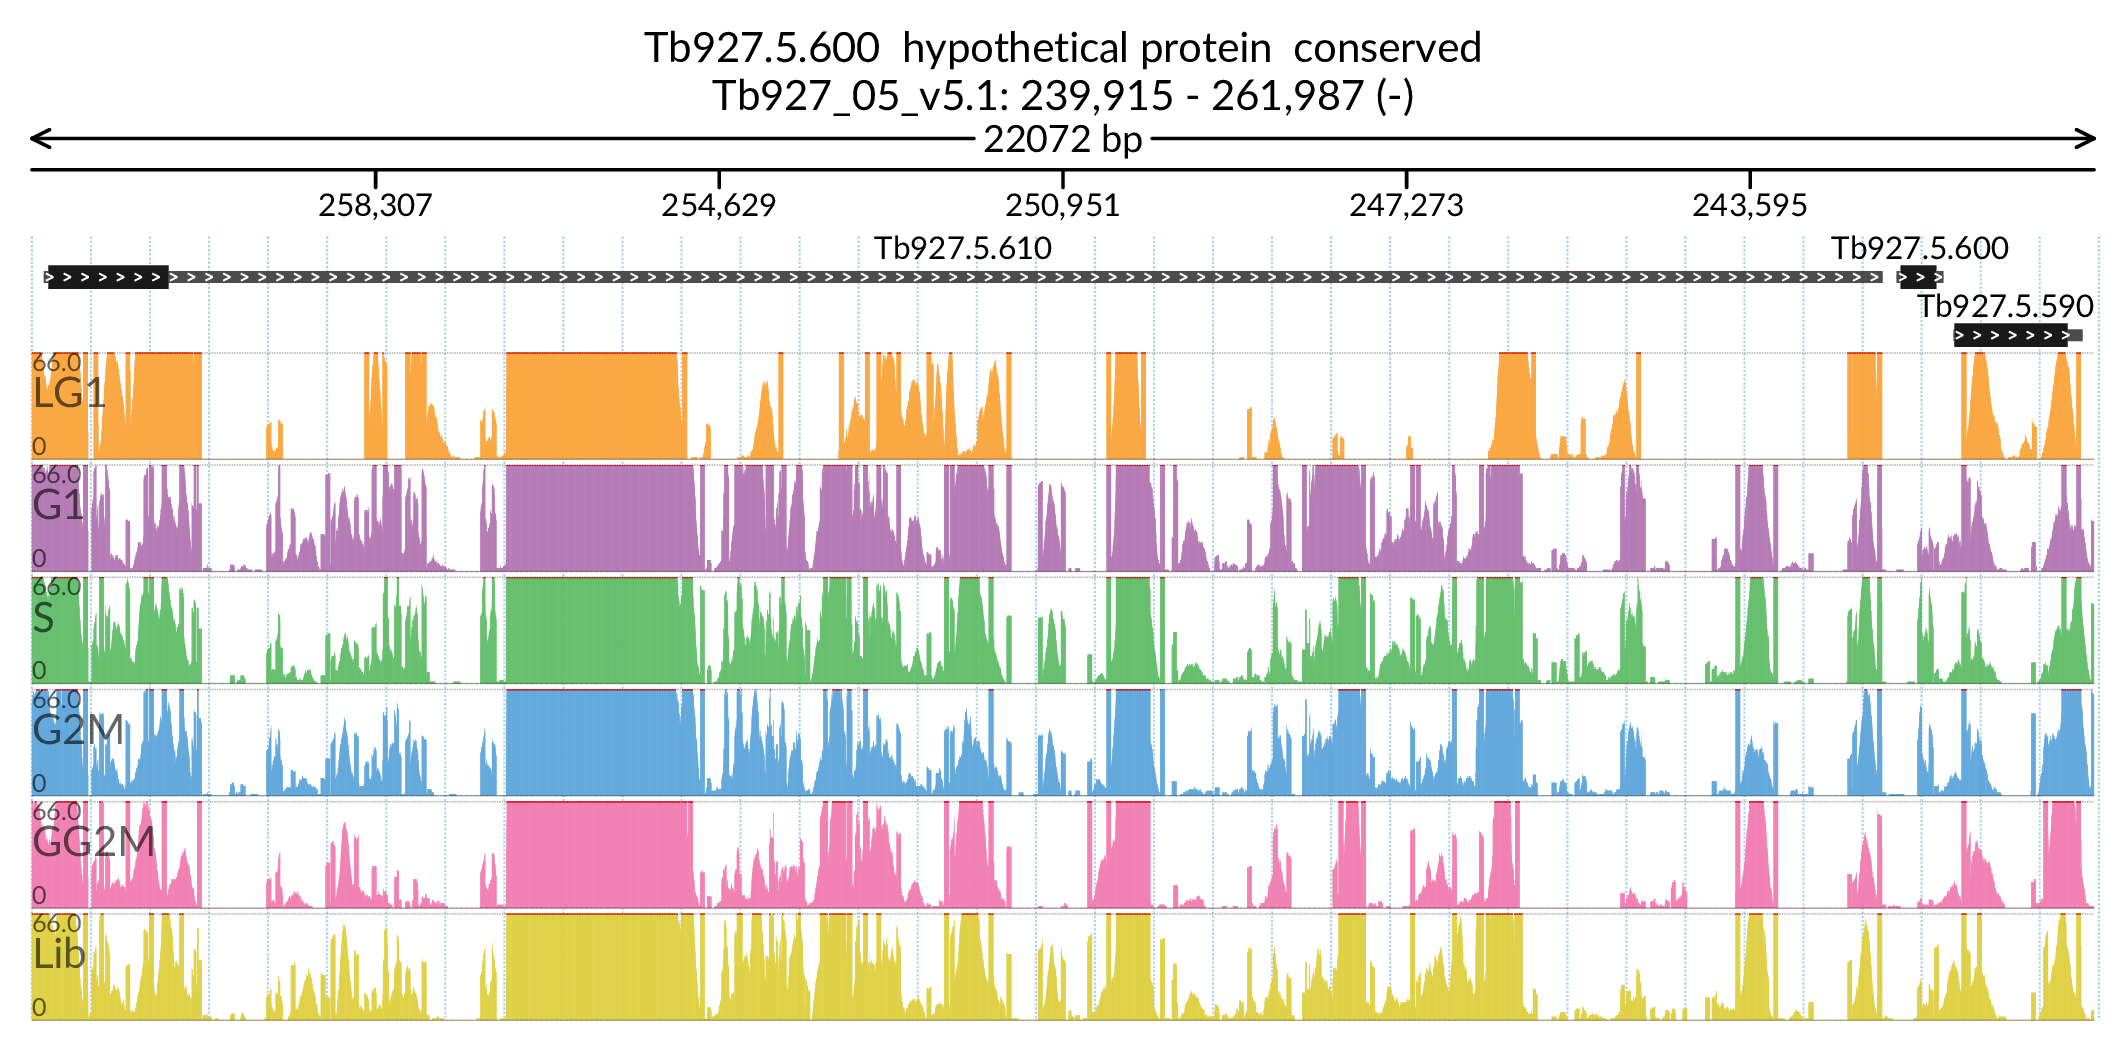 Tb927.5.600 hypothetical protein conserved
Tb927_05_v5.1: 239,915 - 261,987 (-)
22072 bp
258,307 254,629 250,951 247,273 243,595
Tb927.5.610 Tb927.5.600
Tb927.5.590
66.0
LG1
0
66.0
G1
0
66.0
S
0
66.0
G2M
0
66.0
GG2M
0
66.0
Lib
0